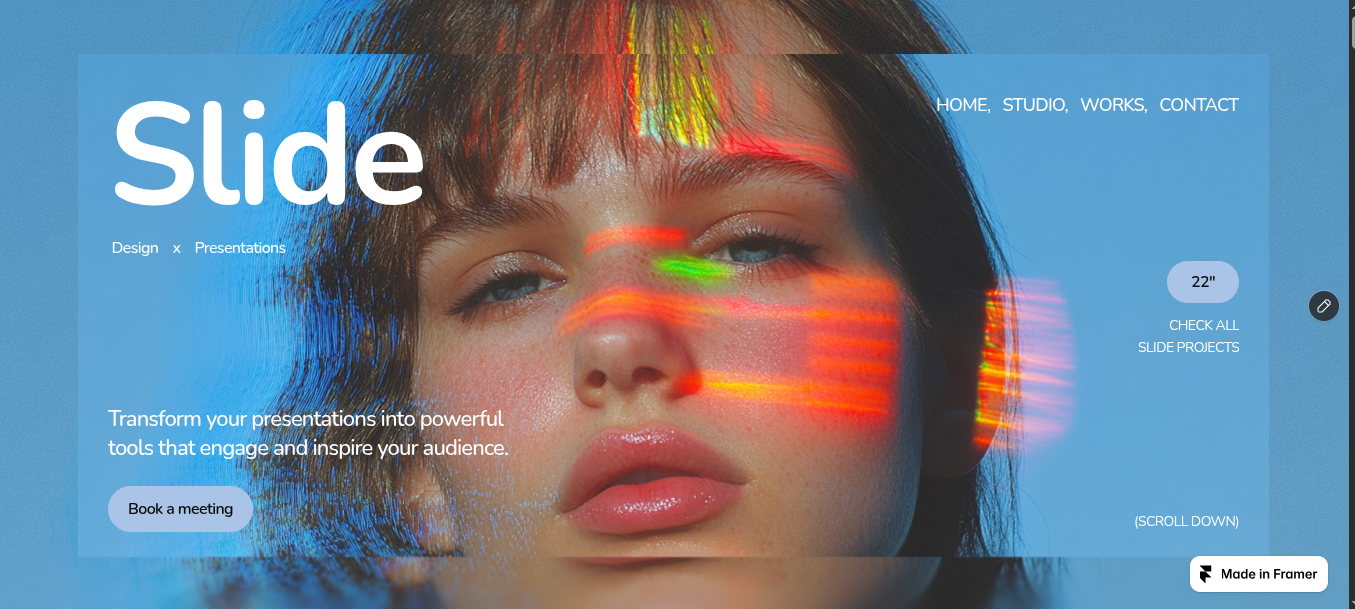 Slide
HOME, STUDIO, WORKS, CONTACT
Design x Presentations
22"
CHECK ALL
SLIDE PROJECTS
Transform your presentations into powerful
tools that engage and inspire your audience.
Book a meeting
(SCROLL DOWN)
Made in Framer